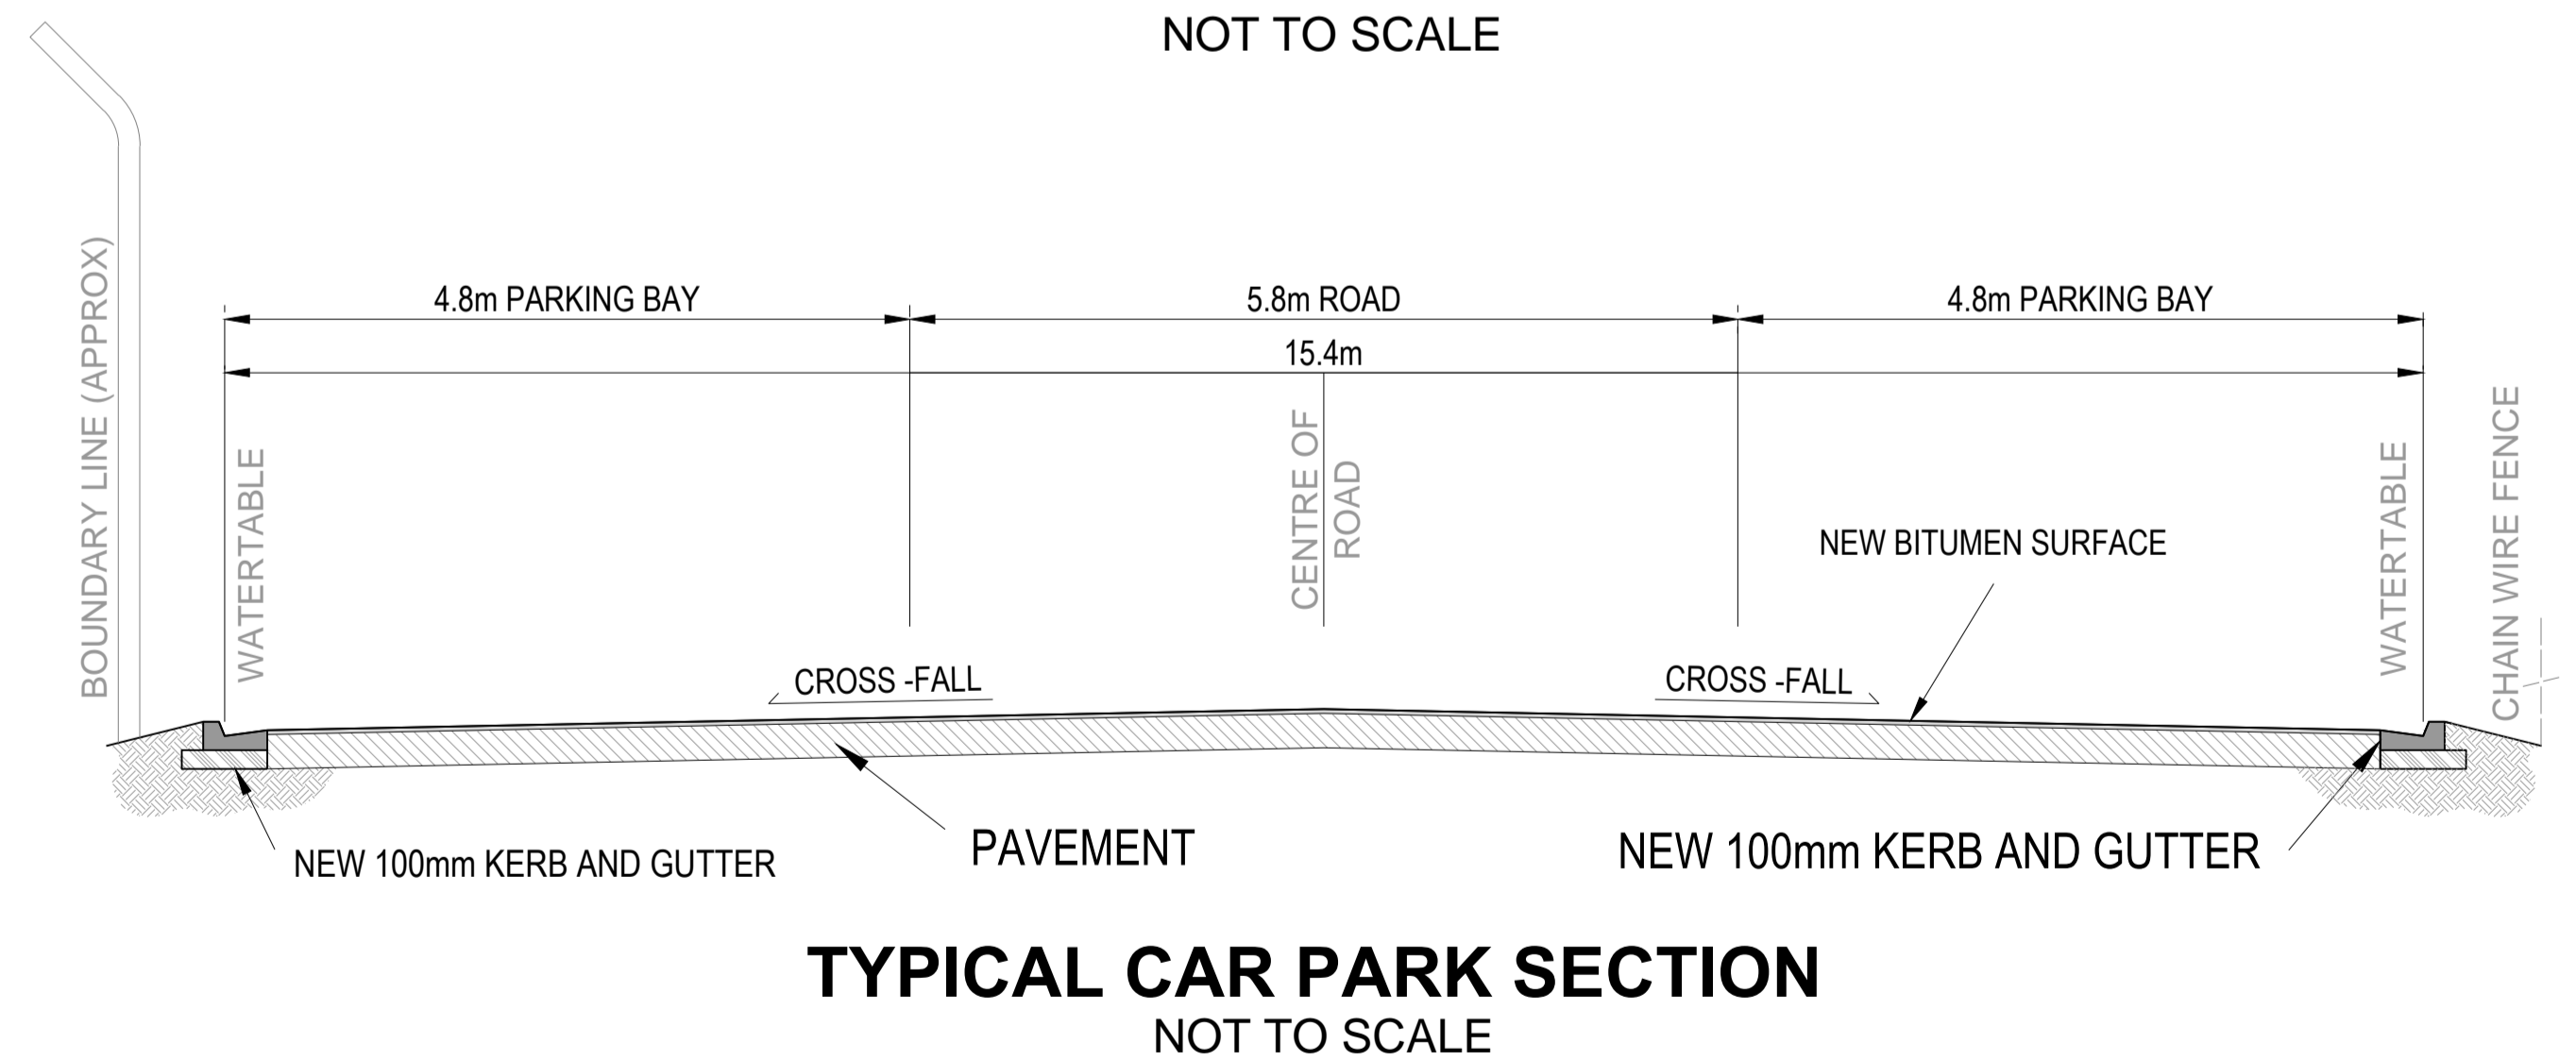 NOT TO SCALE
4.8m PARKING BAY
5.8m ROAD
4.8m PARKING BAY
15.4m
BOUNDARY LINE (APPROX)
WATERTABLE
CENTRE OF
ROAD
WATERTABLE
CHAIN WIRE FENCE
NEW BITUMEN SURFACE
CROSS -FALL
CROSS -FALL
NEW 100mm KERB AND GUTTER
PAVEMENT
NEW 100mm KERB AND GUTTER
TYPICAL CAR PARK SECTION
NOT TO SCALE